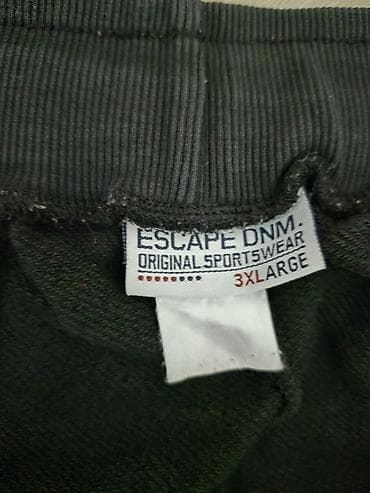 ESCAPE DNM.
ORIGINAL SPORTSWEAR
3XLARGE